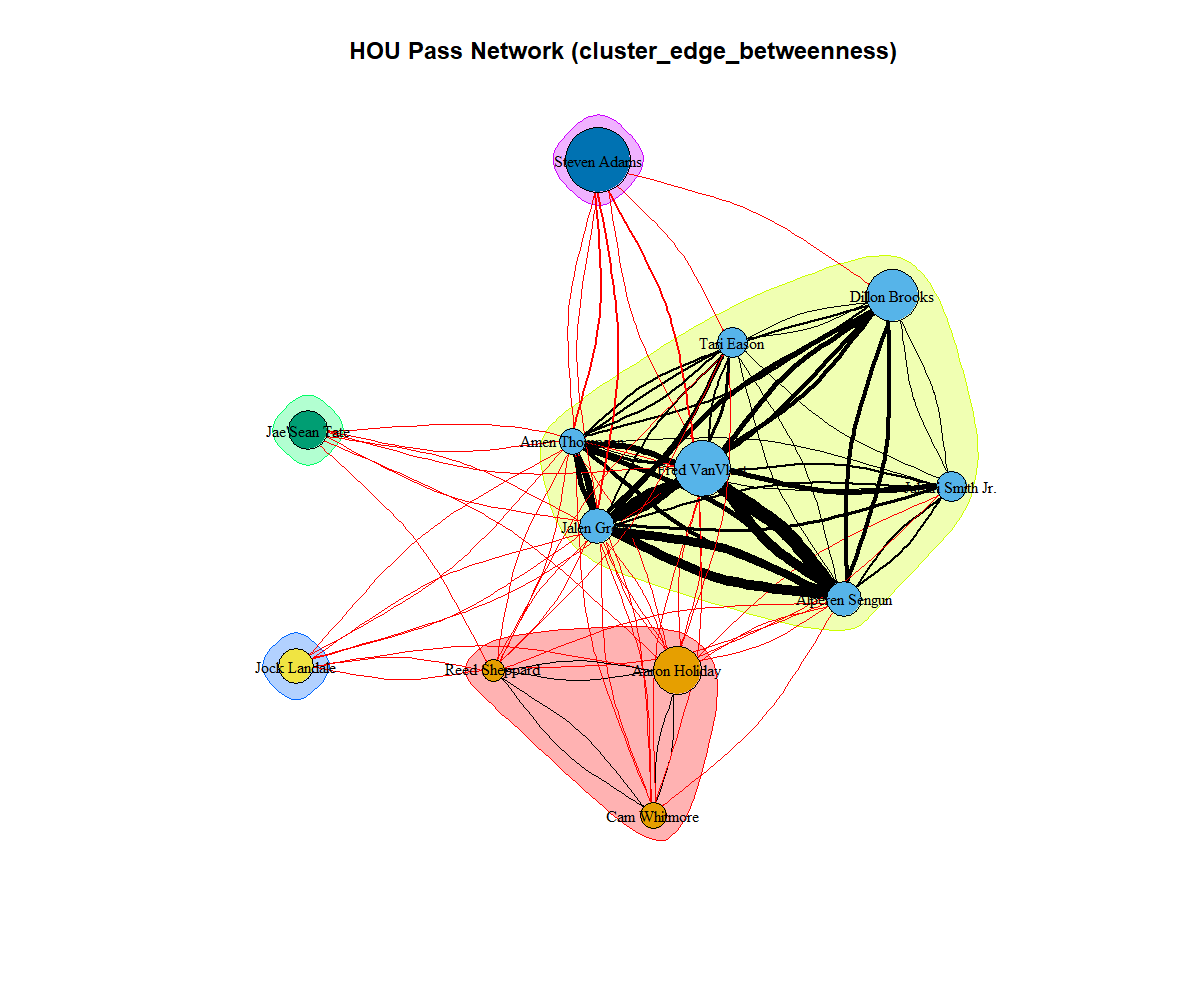 HOU Pass Network (cluster_edge_betweenness)
Steven Adams
Dillon Brooks
Tari Eason
Jae'Sean Tate
Amen Thompson
Fred VanVleet
Smith Jr.
Jalen Green
Alperen Sengun
Jock Landale
Reed Sheppard
Aaron Holiday
Cam Whitmore